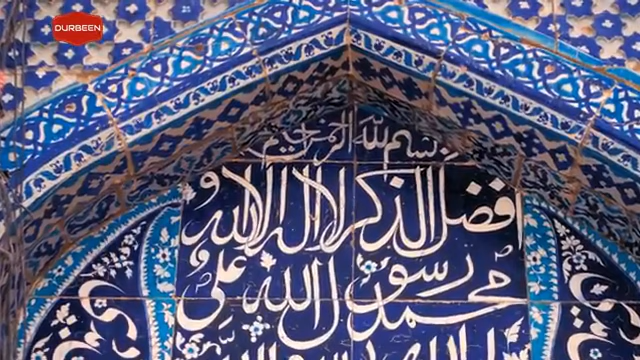 DURBEEN
بسم الله الرحمن الرحيم
افضل الذكر لا اله الا الله و
محمد رسول الله و علی